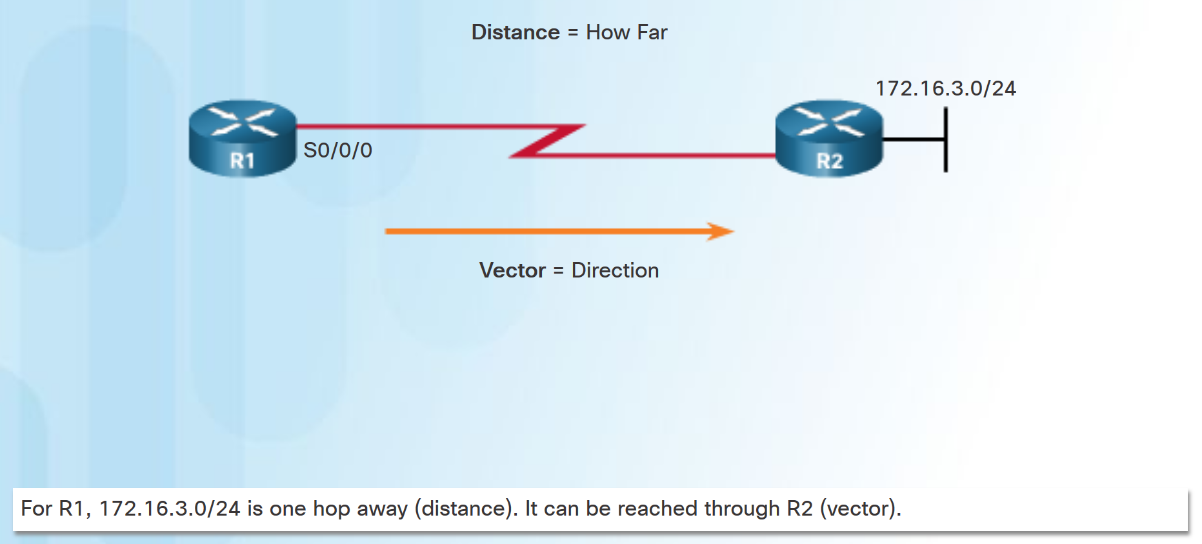 Distance = How Far
172.16.3.0/24
R1
S0/0/0
R2
Vector = Direction
For R1, 172.16.3.0/24 is one hop away (distance). It can be reached through R2 (vector).